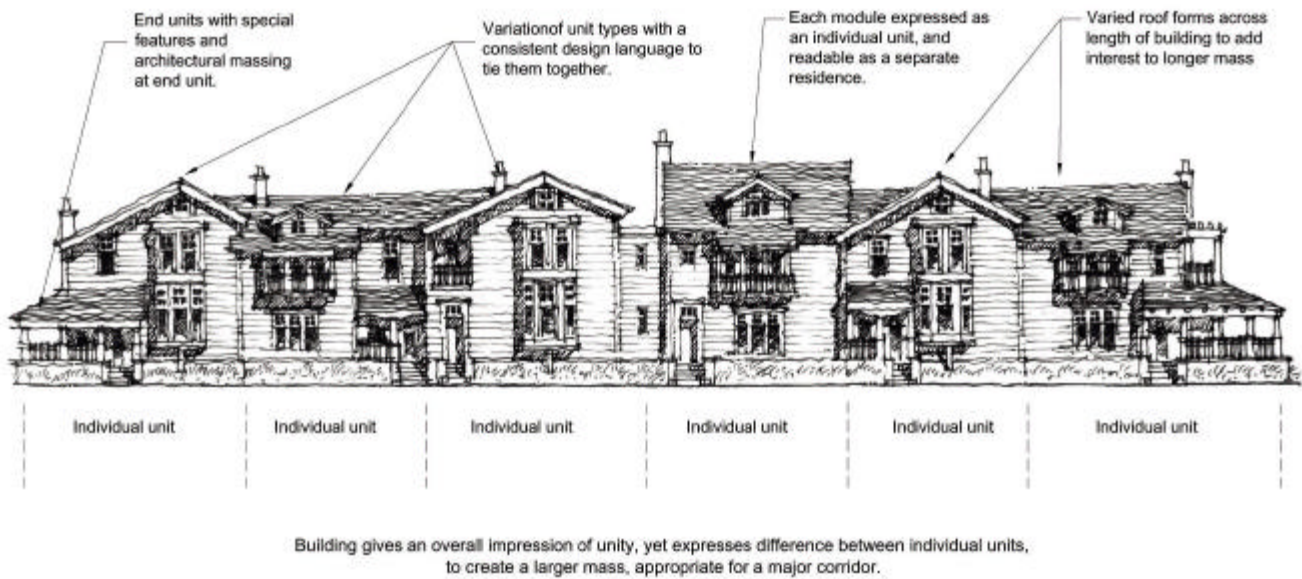 End units with special
features and
architectural massing
at end unit.
Variationof unit types with a
consistent design language to
tie them together.
Each module expressed as
an individual unit, and
readable as a separate
residence.
Varied roof forms across
length of building to add
interest to longer mass
Individual unit
Individual unit
Individual unit
Individual unit
Individual unit
Individual unit
Building gives an overall impression of unity, yet expresses difference between individual units,
to create a larger mass, appropriate for a major corridor.